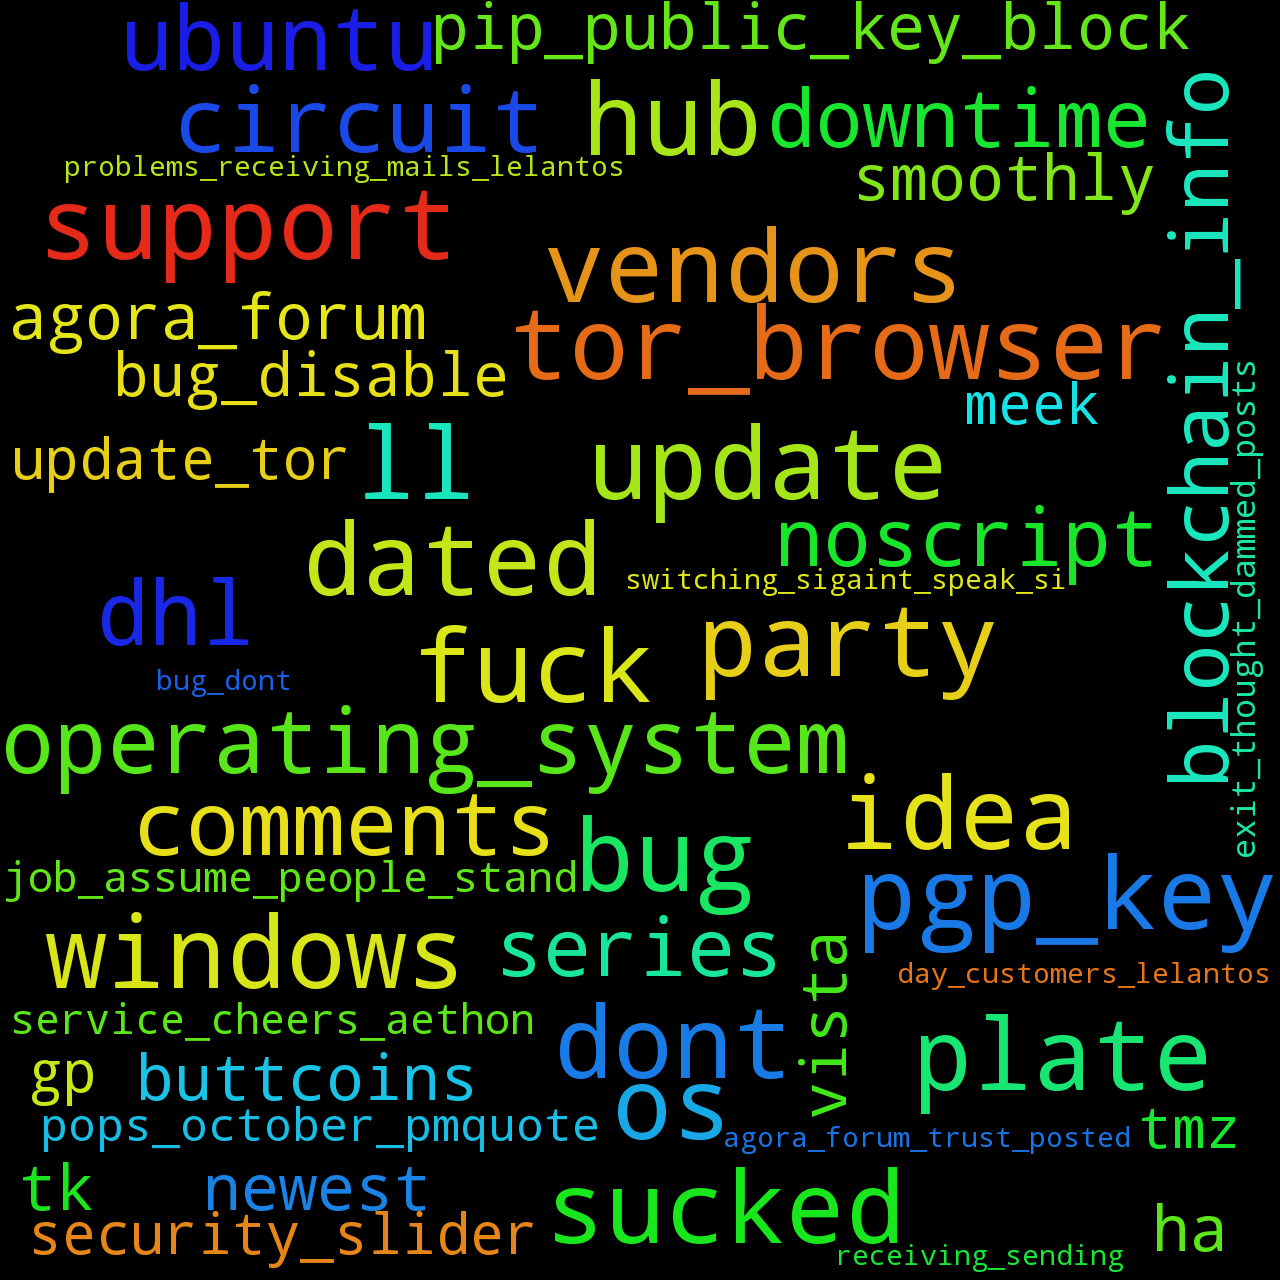 ubuntu
pip_public_key_block
circuit
hub
downtime
blockchain_info
problems_receiving_mails_lelantos
smoothly
support
vendors
agora_forum
tor_browser
bug_disable
meek
exit_thought_dammed_posts
update_tor
ll
update
noscript
dated
switching_sigaint_speak_si
dhl
party
fuck
bug_dont
operating_system
comments
idea
bug
job_assume_people_stand
pgp_key
windows
series
vista
day_customers_lelantos
service_cheers_aethon
dont
plate
gp
buttcoins
os
pops_october_pmquote
agora_forum_trust_posted
tmz
tk
newest
sucked
security_slider
ha
receiving_sending